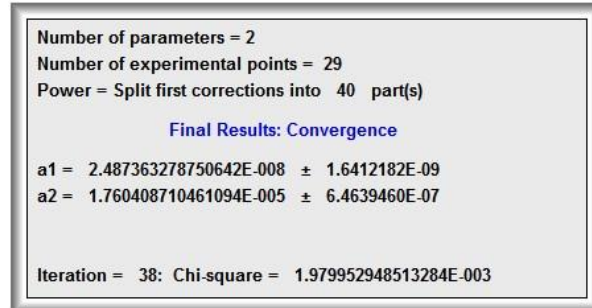 Number of parameters = 2
Number of experimental points = 29
Power = Split first corrections into 40 part(s)
Final Results: Convergence
a1 = 2.487363278750642E-008 ± 1.6412182E-09
a2 = 1.760408710461094E-005 ± 6.4639460E-07
Iteration = 38: Chi-square = 1.979952948513284E-003